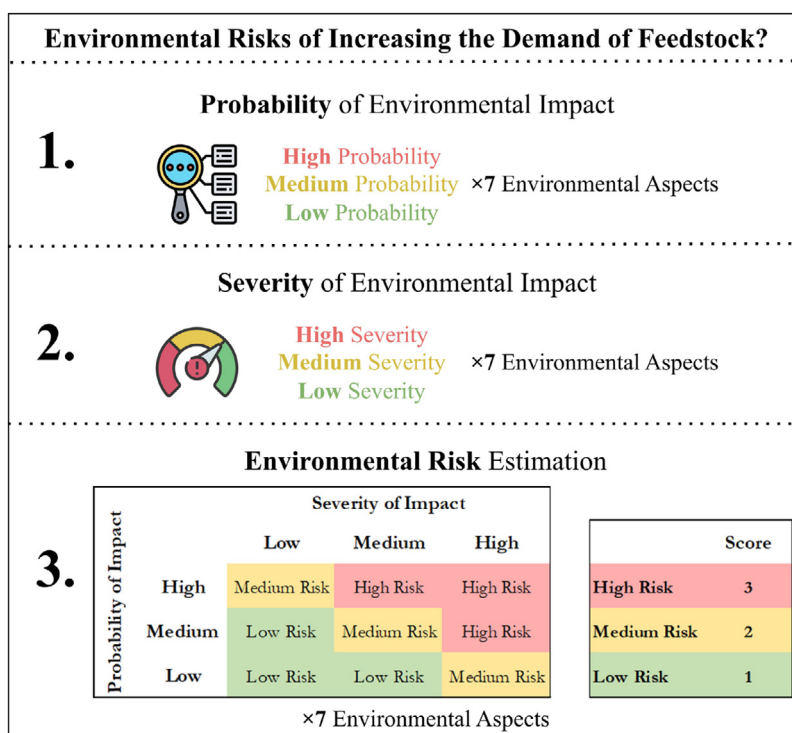 Environmental Risks of Increasing the Demand of Feedstock?
Probability of Environmental Impact
1.
High Probability
Medium Probability
Low Probability
×7 Environmental Aspects
Severity of Environmental Impact
2.
High Severity
Medium Severity
Low Severity
×7 Environmental Aspects
Environmental Risk Estimation
3.
Probability of Impact
Severity of Impact
Low Medium High
High Medium Risk High Risk High Risk
Medium Low Risk Medium Risk High Risk
Low Low Risk Low Risk Medium Risk
×7 Environmental Aspects
Score
High Risk 3
Medium Risk 2
Low Risk 1